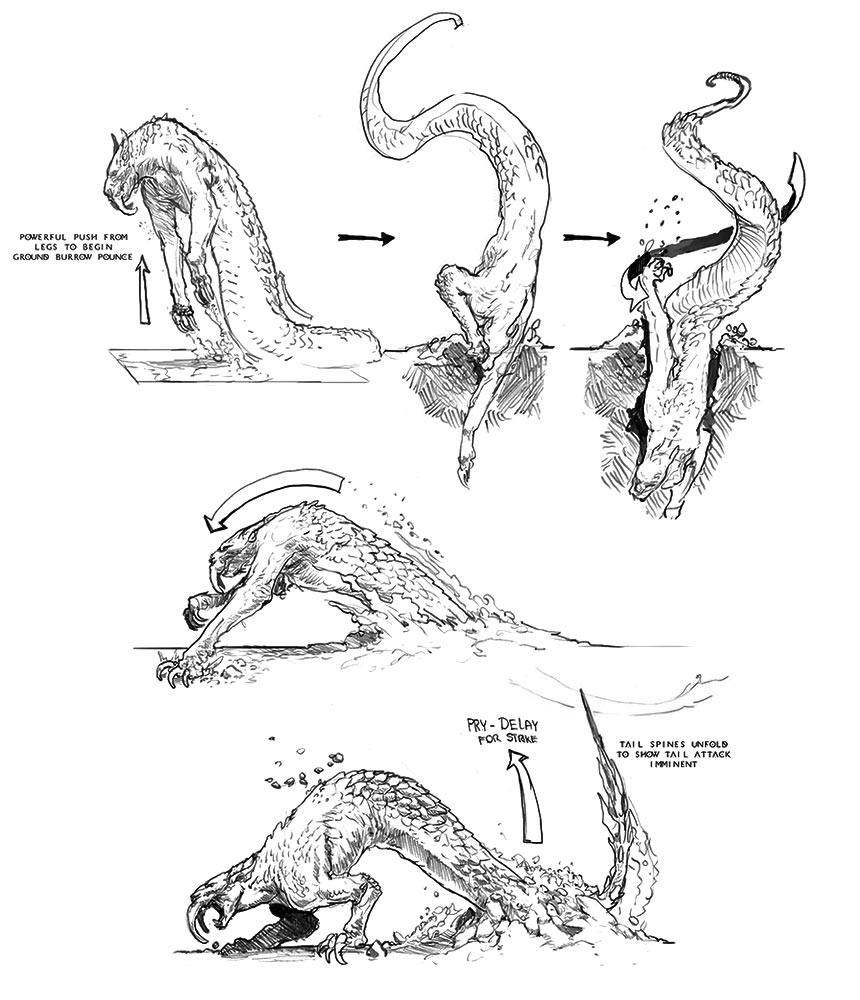 POWERFUL PUSH FROM
LEGS TO BEGIN
GROUND BURROW POUNCE
PRY - DELAY
FOR STRIKE
TAIL SPINES UNFOLD
TO SHOW TAIL ATTACK
IMMINENT